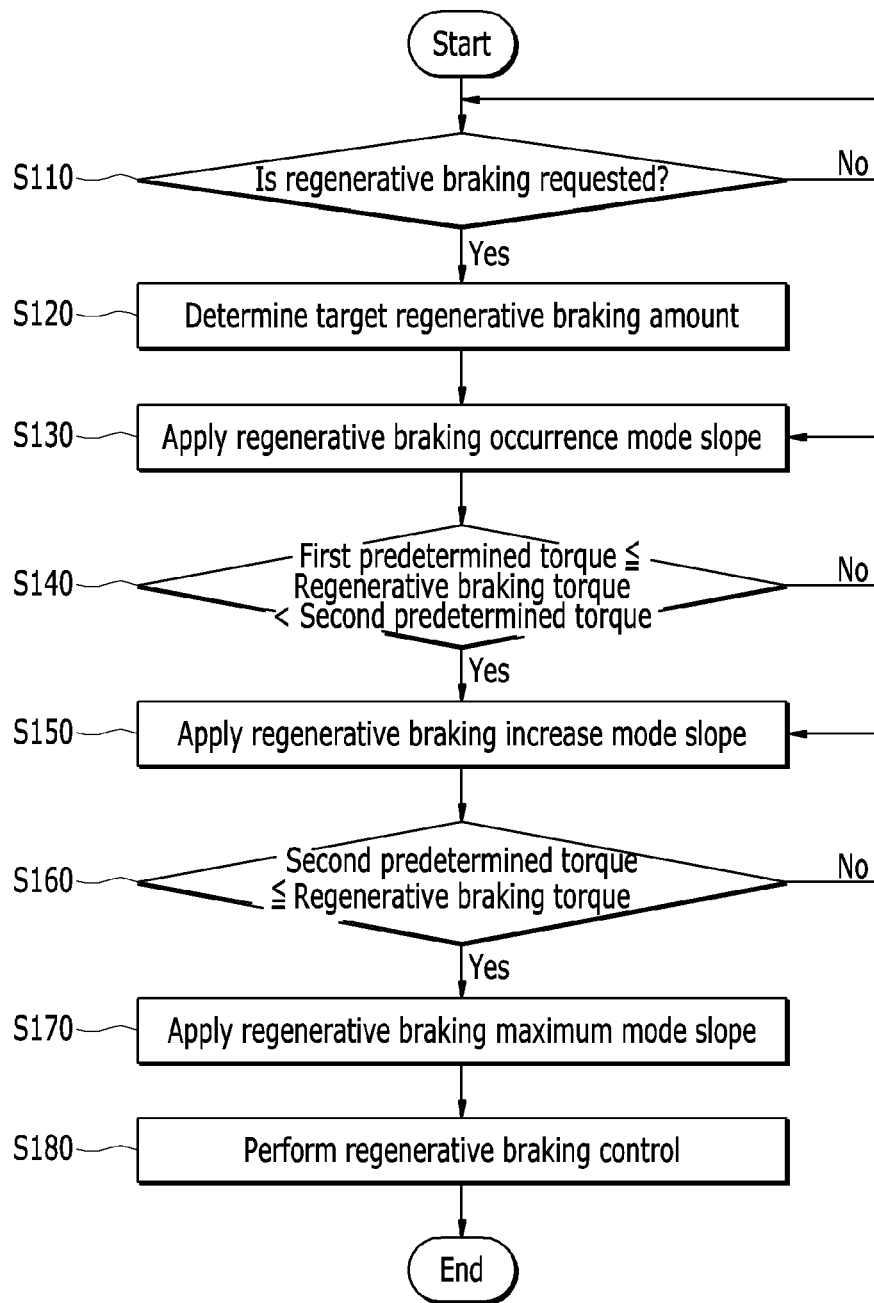 Start
S110
Is regenerative braking requested?
No
Yes
S120
Determine target regenerative braking amount
S130
Apply regenerative braking occurrence mode slope
S140
First predetermined torque ≦
Regenerative braking torque
< Second predetermined torque
No
Yes
S150
Apply regenerative braking increase mode slope
S160
Second predetermined torque
≦ Regenerative braking torque
No
Yes
S170
Apply regenerative braking maximum mode slope
S180
Perform regenerative braking control
End